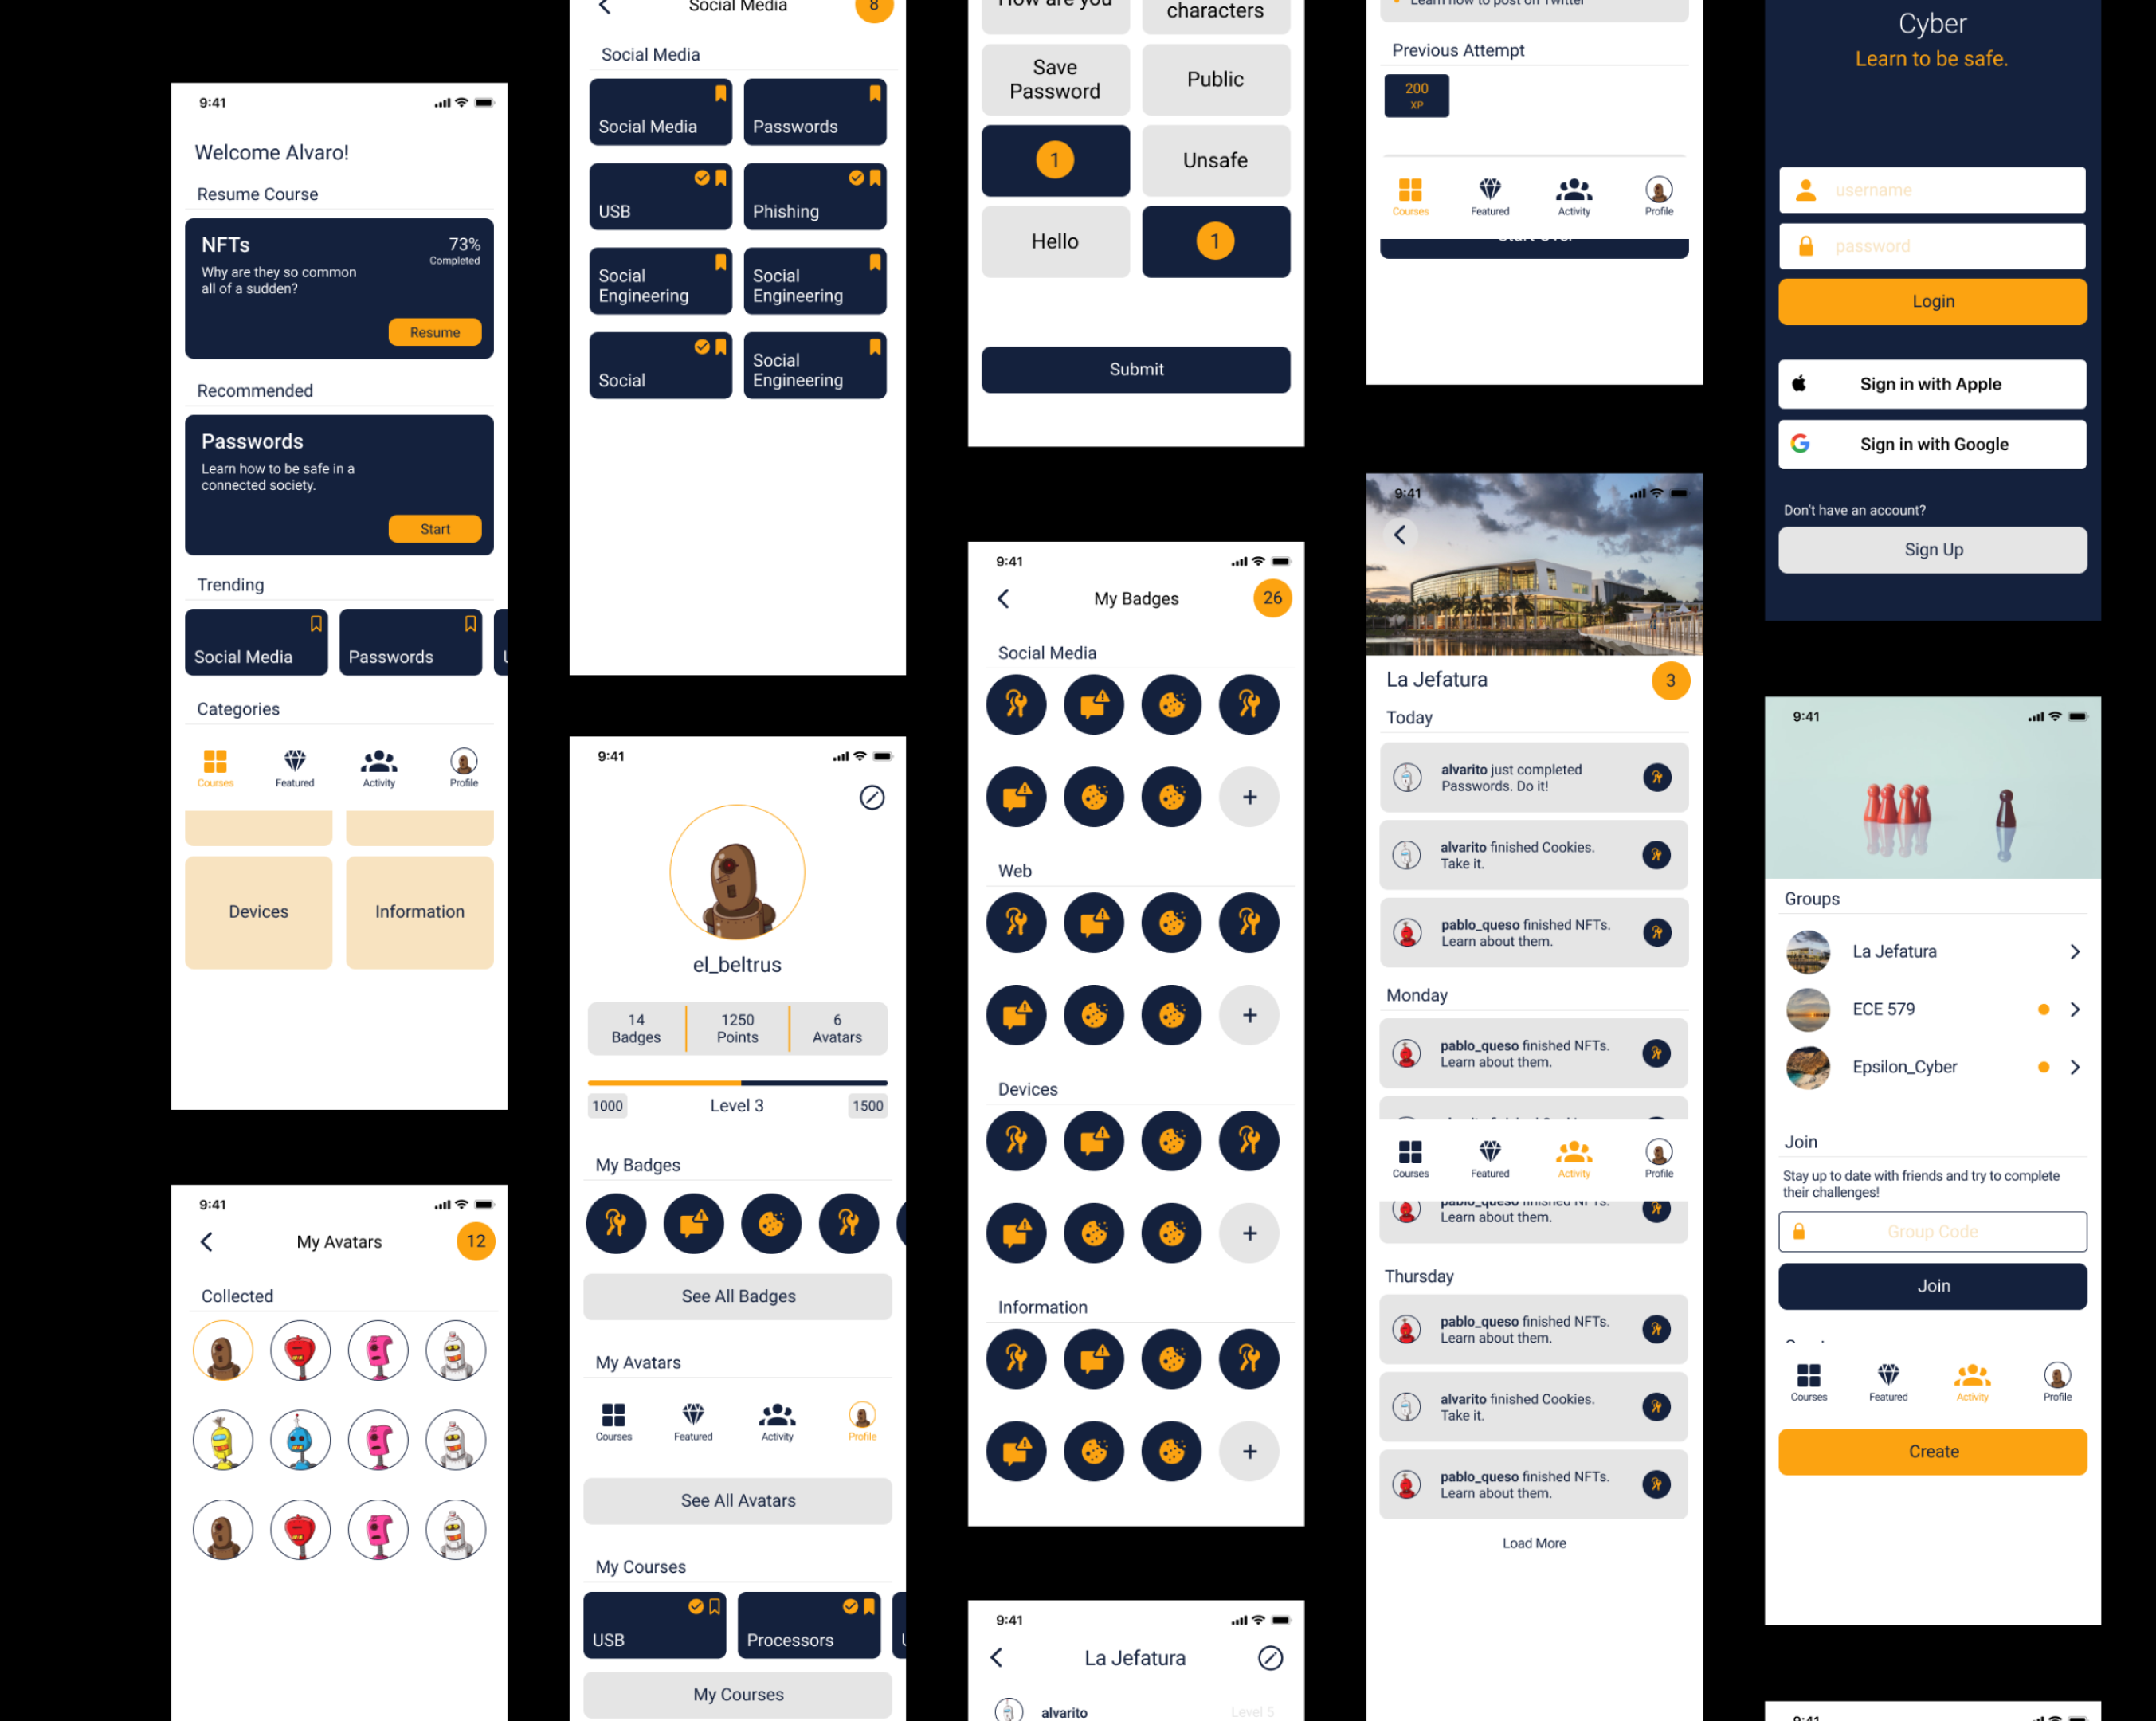 9:41
Welcome Alvaro!
Resume Course
NFTs
73%
Completed
Why are they so common
all of a sudden?
Resume
Recommended
Passwords
Learn how to be safe in a
connected society.
Start
Trending
Social Media
Passwords
Categories
Courses
Featured
Activity
Profile
Devices
Information
9:41
My Avatars
12
Collected
Social Media
8
Social Media
Social Media
Passwords
USB
Phishing
Social
Engineering
Social
Engineering
Social
Social
Engineering
9:41
el_beltrus
14
Badges
1250
Points
6
Avatars
1000
Level 3
1500
My Badges
See All Badges
My Avatars
Courses
Featured
Activity
Profile
See All Avatars
My Courses
USB
Processors
My Courses
How are you
characters
Save
Password
Public
1
Unsafe
Hello
1
Submit
9:41
My Badges
26
Social Media
+
Web
+
Devices
+
Information
+
9:41
La Jefatura
alvarito
Level 5
Learn how to post on Twitter
Previous Attempt
200
XP
Courses
Featured
Activity
Profile
Start Over
9:41
La Jefatura
3
Today
alvarito just completed
Passwords. Do it!
alvarito finished Cookies.
Take it.
pablo_queso finished NFTs.
Learn about them.
Monday
pablo_queso finished NFTs.
Learn about them.
Courses
Featured
Activity
Profile
pablo_queso finished NFTs.
Learn about them.
Thursday
pablo_queso finished NFTs.
Learn about them.
alvarito finished Cookies.
Take it.
pablo_queso finished NFTs.
Learn about them.
Load More
Cyber
Learn to be safe.
username
password
Login
Sign in with Apple
Sign in with Google
Don't have an account?
Sign Up
9:41
Groups
La Jefatura
ECE 579
Epsilon_Cyber
Join
Stay up to date with friends and try to complete
their challenges!
Group Code
Join
Courses
Featured
Activity
Profile
Create
9:41